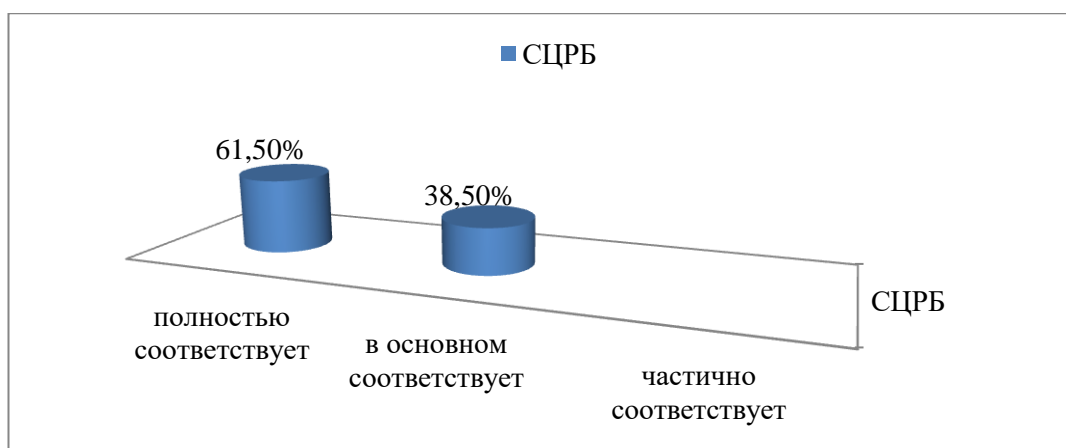 СЦРБ
61,50%
38,50%
СЦРБ
полностью
соответствует
в основном
соответствует
частично
соответствует